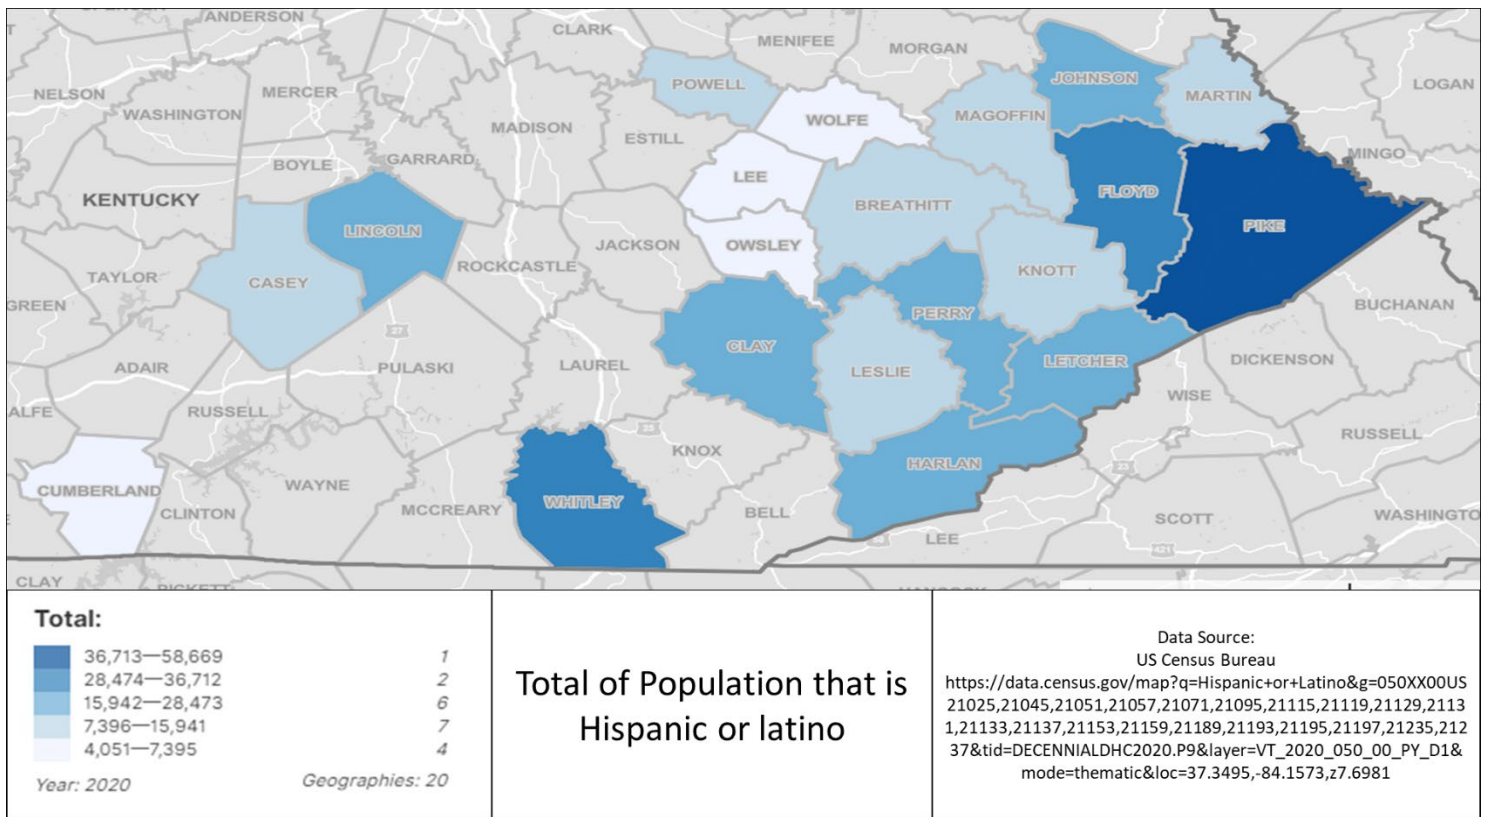 ANDERSON
CLARK
MENIFEE
MORGAN
NELSON
MERCER
POWELL
JOHNSON
LOGAN
WASHINGTON
MARTIN
WOLFE
MAGOFFIN
MADISON
ESTILL
BOYLE
GARRARD
MINGO
KENTUCKY
LEE
FLOYD
BREATHITT
PIKE
LINCOLN
OWSLEY
JACKSON
ROCKCASTLE
TAYLOR
CASEY
KNOTT
GREEN
BUCHANAN
PERRY
27
CLAY
DICKENSON
ADAIR
PULASKI
LAUREL
LESLIE
LETCHER
WISE
ALFE
RUSSELL
25
KNOX
RUSSELL
HARLAN
23
CUMBERLAND
WAYNE
WHITLEY
MCCREARY
CLINTON
BELL
SCOTT
WASHINGTO
LEE
421
CLAY
Total:
36,713—58,669 1
28,474—36,712 2
15,942—28,473 6
7,396—15,941 7
4,051—7,395 4
Year: 2020 Geographies: 20
Total of Population that is
Hispanic or latino
Data Source:
US Census Bureau
https://data.census.gov/map?q=Hispanic+or+Latino&g=050XX00US
21025,21045,21051,21057,21071,21095,21115,21119,21129,2113
1,21133,21137,21153,21159,21189,21193,21195,21197,21235,212
37&tid=DECENNIALDHC2020.P9&layer=VT_2020_050_00_PY_D1&
mode=thematic&loc=37.3495,-84.1573,z7.6981